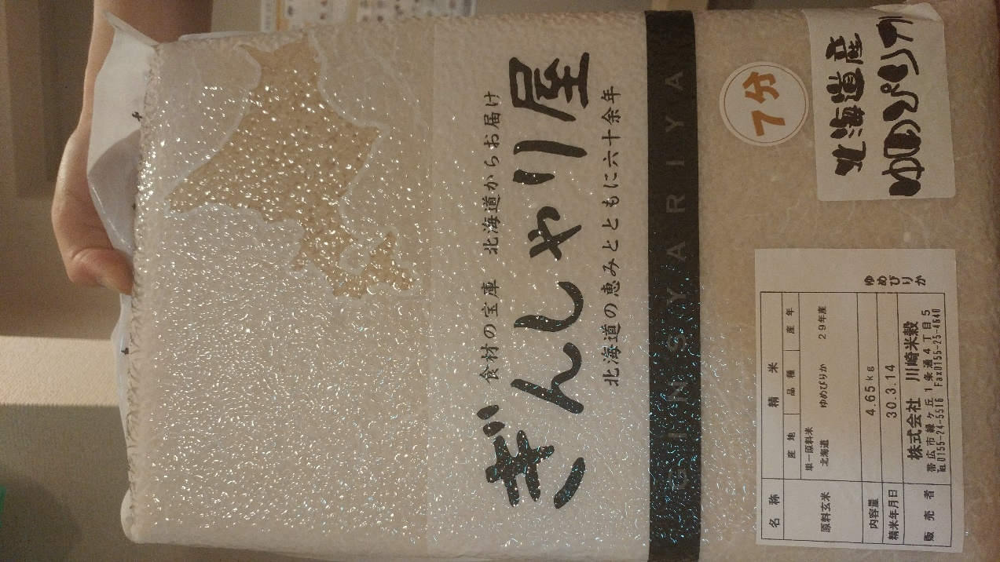 食材の宝庫 北海道からお届け
ぎんしゃり屋
北海道の恵みとともに六十余年
GINSYARIYA
7分
北海道産
ゆめぴりか
名称 精米
産地 品種 産年
原料玄米 単一原料米
北海道 ゆめぴりか 29年産
内容量 4.65kg
精米年月日 30.3.14
販売者 株式会社 川崎米穀
帯広市緑ヶ丘1条通4丁目5
℡0155-24-5516 Fax0155-25-4640
ゆめぴりか